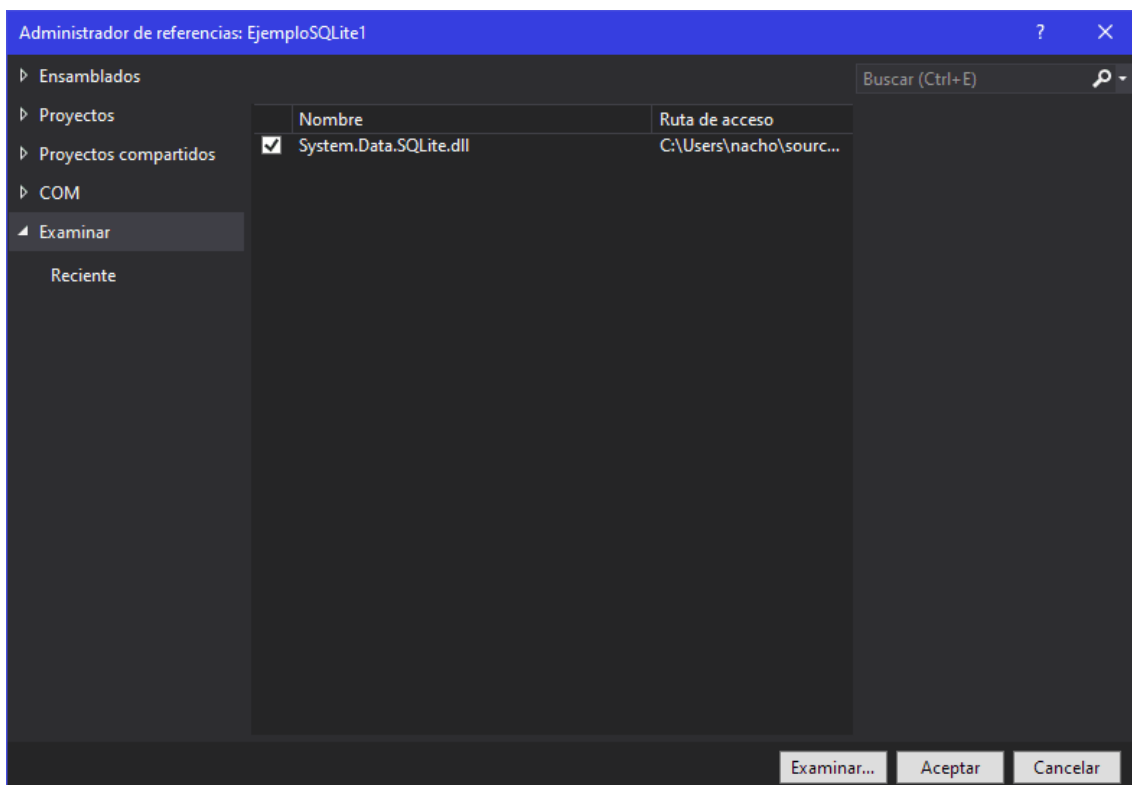 Administrador de referencias: EjemploSQLite1
Ensamblados
Buscar (Ctrl+E)
Proyectos
Nombre Ruta de acceso
System.Data.SQLite.dll C:\Users\nacho\sourc...
Proyectos compartidos
COM
Examinar
Reciente
Examinar... Aceptar Cancelar